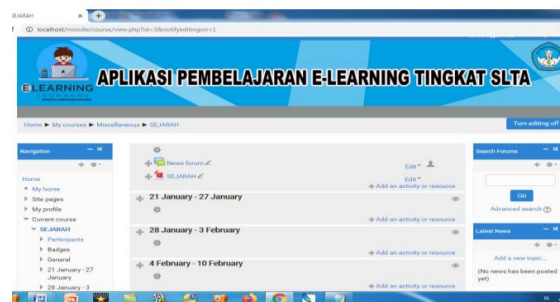 SEJARAH
localhost/moodle/course/view.php?id=3&notifyeditingon=1
ELEARNING
APLIKASI PEMBELAJARAN E-LEARNING TINGKAT SLTA
Home ► My courses ► Miscellaneous ► SEJARAH
Turn editing off
Navigation
Home
My home
Site pages
My profile
Current course
SEJARAH
Participants
Badges
General
21 January - 27 January
28 January - 3
News forum
Edit
SEJARAH
Edit
Add an activity or resource
21 January - 27 January
Add an activity or resource
28 January - 3 February
Add an activity or resource
4 February - 10 February
Add an activity or resource
Search Forums
Go
Advanced search
Latest News
Add a new topic...
(No news has been posted yet)